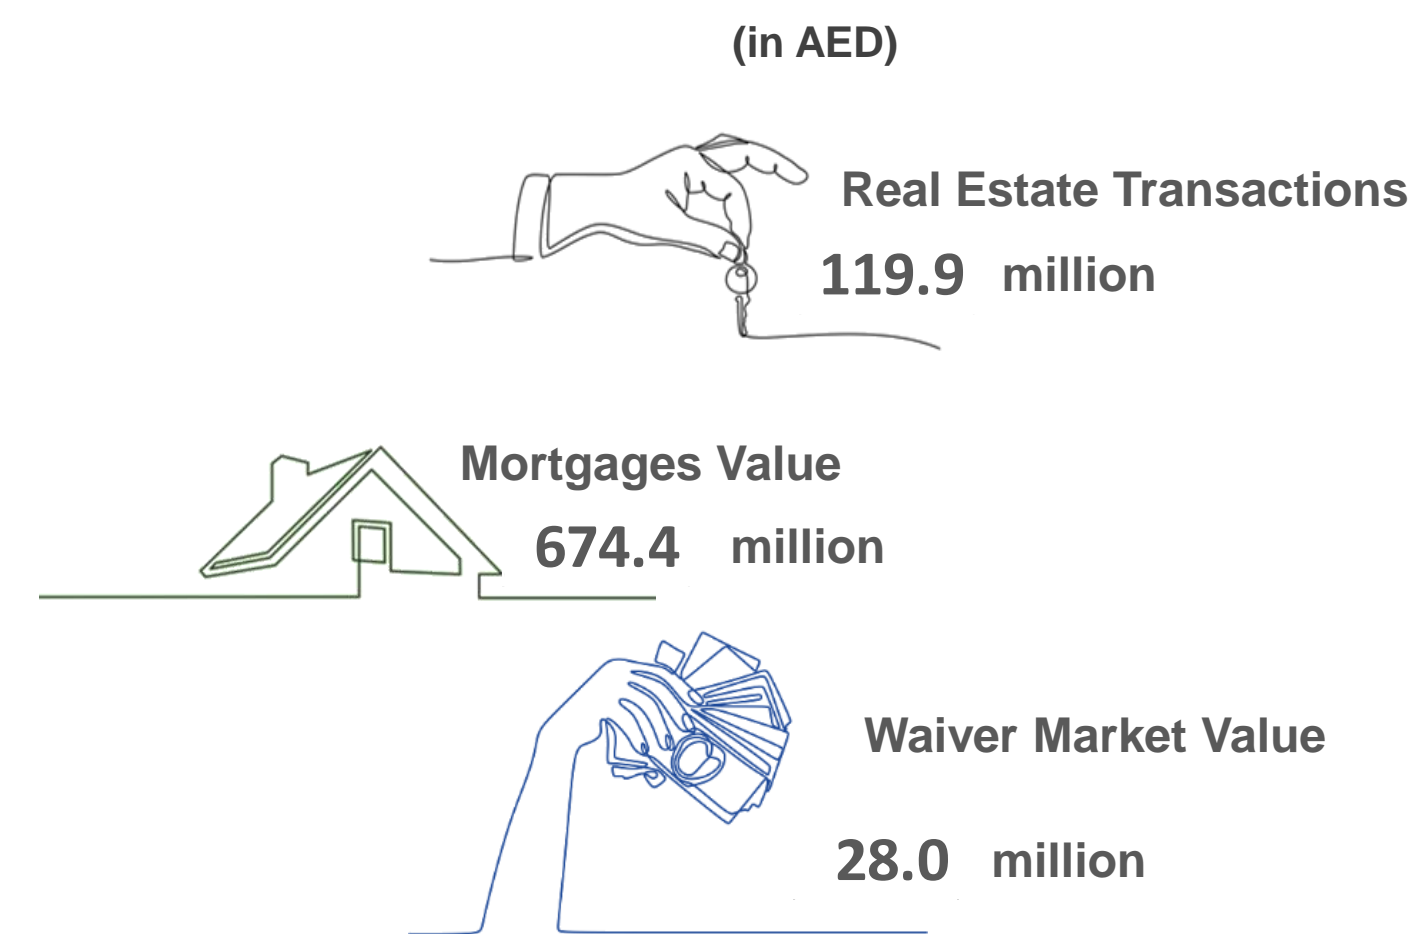 (in AED)
Real Estate Transactions
119.9 million
Mortgages Value
674.4 million
Waiver Market Value
28.0 million